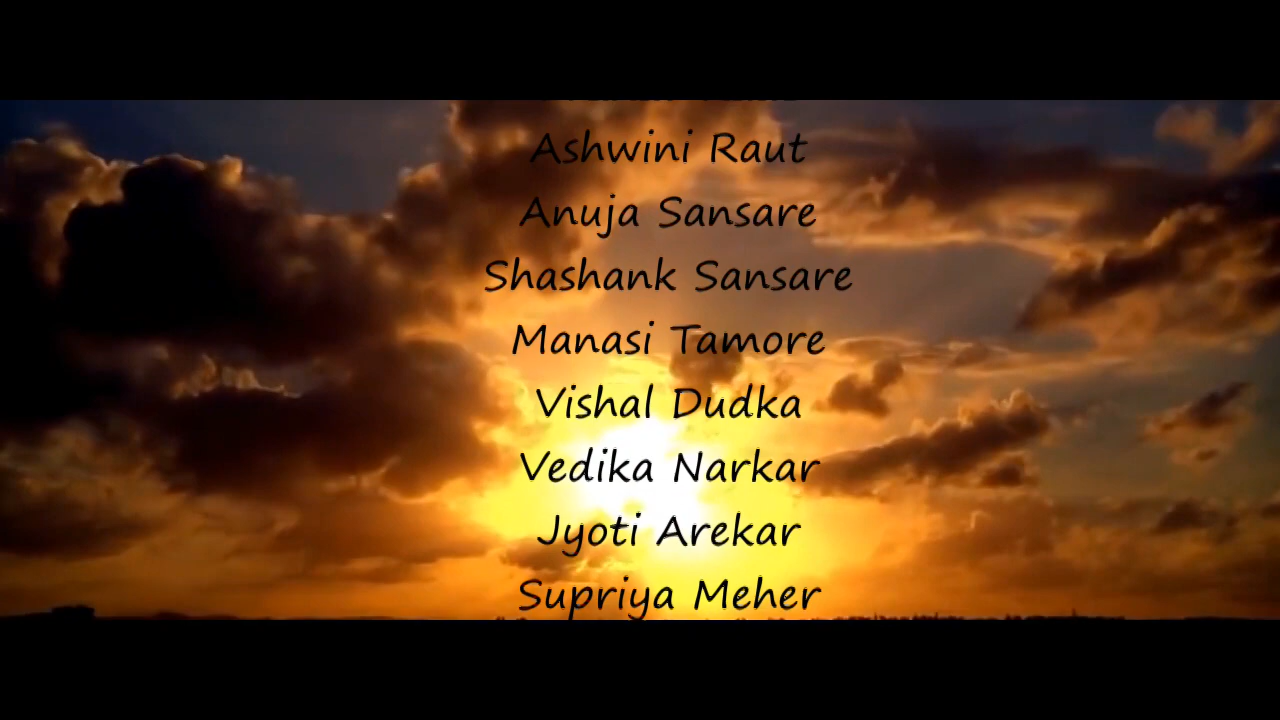 Ashwini Raut
Anuja Sansare
Shashank Sansare
Manasi Tamore
Vishal Dudka
Vedika Narkar
Jyoti Arekar
Supriya Meher